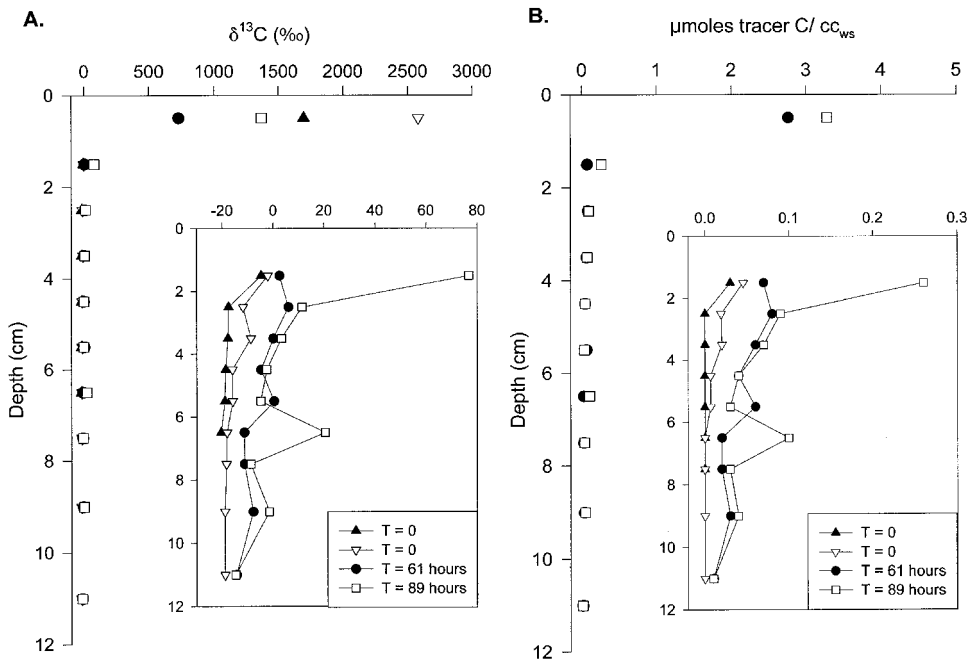 A.
δ¹³C (‰)
0 500 1000 1500 2000 2500 3000
0
2
4
6
8
10
12
Depth (cm)
-20 0 20 40 60 80
0
2
4
6
8
10
12
T = 0
T = 0
T = 61 hours
T = 89 hours
B.
μmoles tracer C/ ccws
0 1 2 3 4 5
0
2
4
6
8
10
12
Depth (cm)
0.0 0.1 0.2 0.3
0
2
4
6
8
10
12
T = 0
T = 0
T = 61 hours
T = 89 hours